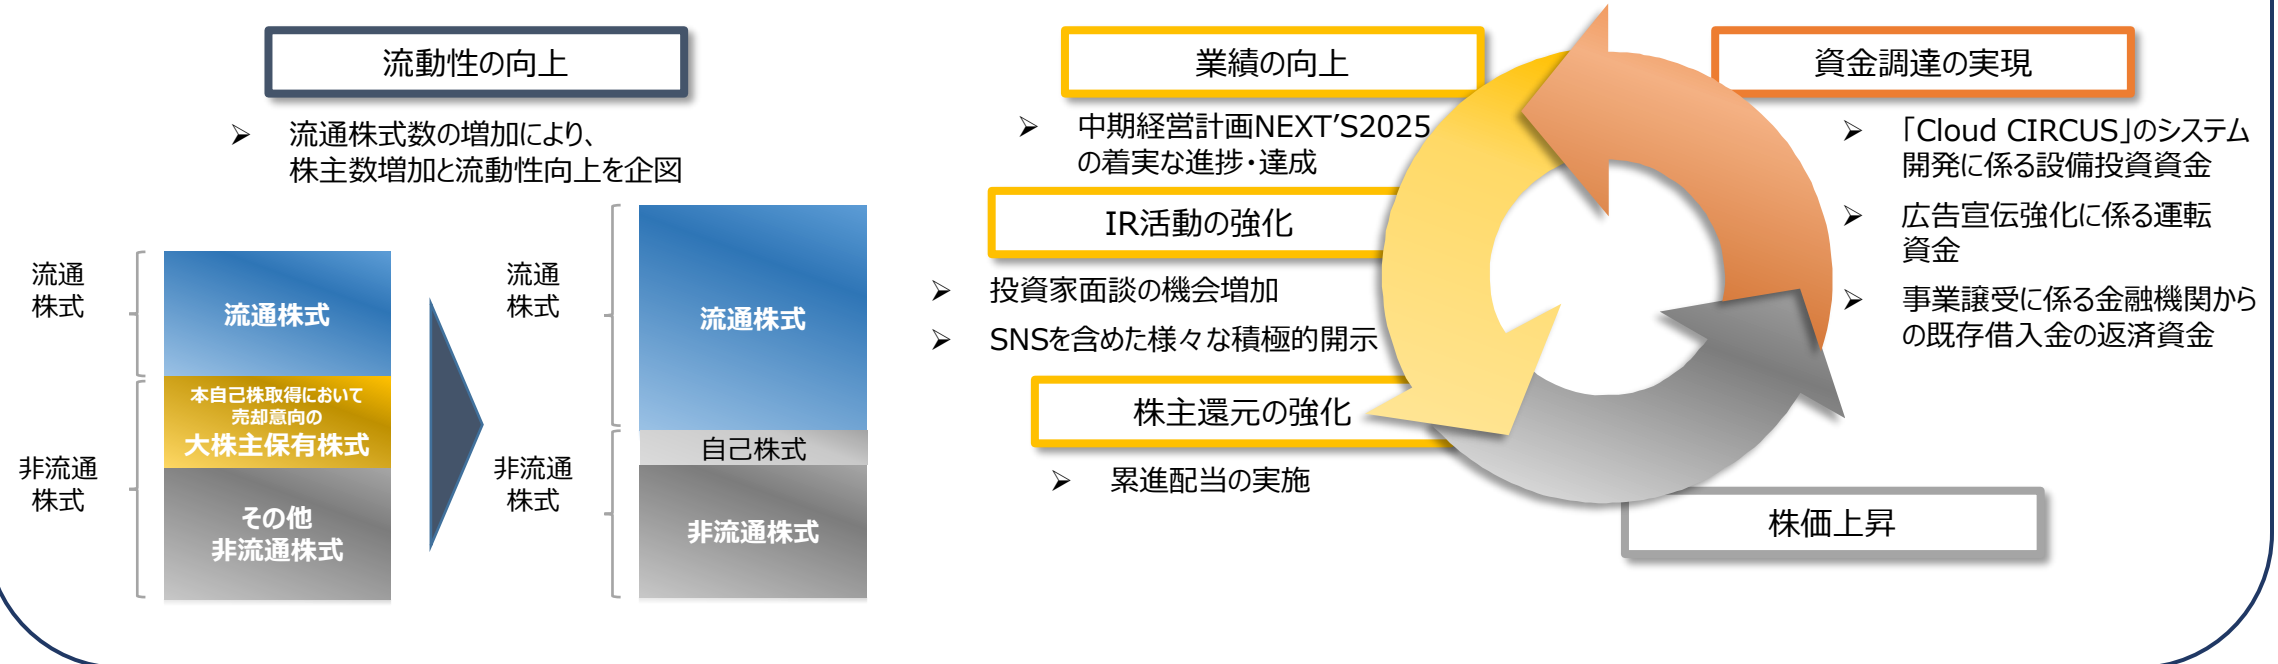 流動性の向上
➢ 流通株式数の増加により、
株主数増加と流動性向上を企図
流通
株式
非流通
株式
流通株式
本自己株取得において
売却意向の
大株主保有株式
その他
非流通株式
流通
株式
非流通
株式
流通株式
自己株式
非流通株式
業績の向上
➢ 中期経営計画NEXT’S2025
の着実な進捗・達成
IR活動の強化
➢ 投資家面談の機会増加
➢ SNSを含めた様々な積極的開示
株主還元の強化
➢ 累進配当の実施
資金調達の実現
➢ 「Cloud CIRCUS」のシステム
開発に係る設備投資資金
➢ 広告宣伝強化に係る運転
資金
➢ 事業譲受に係る金融機関から
の既存借入金の返済資金
株価上昇